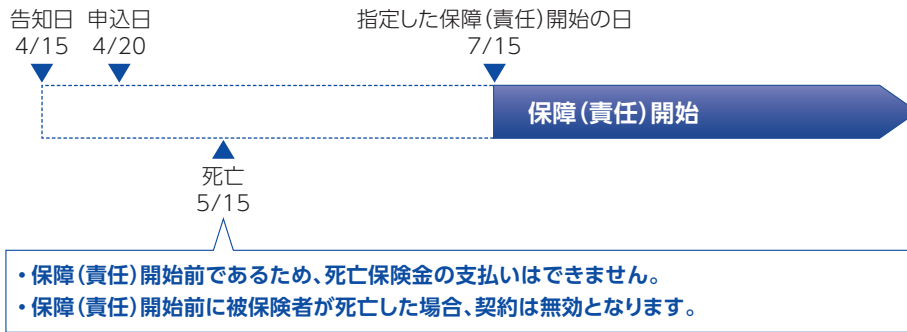 告知日 申込日 指定した保障(責任)開始の日
4/15 4/20 7/15
保障(責任)開始
死亡
5/15
・保障(責任)開始前であるため、死亡保険金の支払いはできません。
・保障(責任)開始前に被保険者が死亡した場合、契約は無効となります。